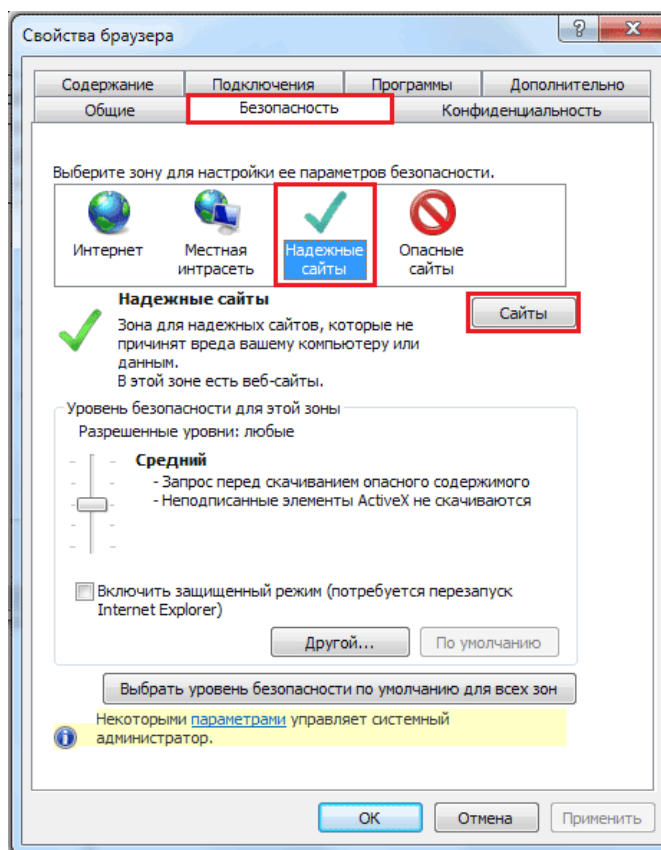 Свойства браузера
Содержание Подключения Программы Дополнительно
Общие Безопасность Конфиденциальность
Выберите зону для настройки ее параметров безопасности.
Интернет Местная интрасеть Надежные сайты Опасные сайты
Надежные сайты
Сайты
Зона для надежных сайтов, которые не
причинят вреда вашему компьютеру или
данным.
В этой зоне есть веб-сайты.
Уровень безопасности для этой зоны
Разрешенные уровни: любые
Средний
- Запрос перед скачиванием опасного содержимого
- Неподписанные элементы ActiveX не скачиваются
Включить защищенный режим (потребуется перезапуск
Internet Explorer)
Другой... По умолчанию
Выбрать уровень безопасности по умолчанию для всех зон
Некоторыми параметрами управляет системный
администратор.
ОК Отмена Применить